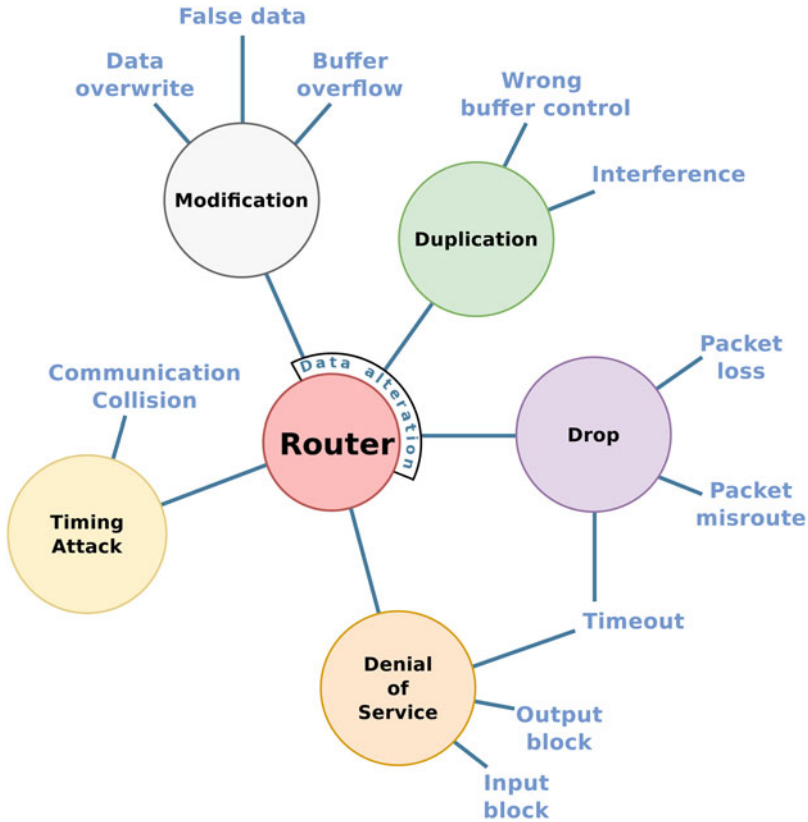 False data
Data
overwrite
Buffer
overflow
Wrong
buffer control
Modification
Interference
Duplication
Packet
loss
Data alteration
Communication
Collision
Router
Drop
Packet
misroute
Timing
Attack
Timeout
Denial
of
Service
Output
block
Input
block